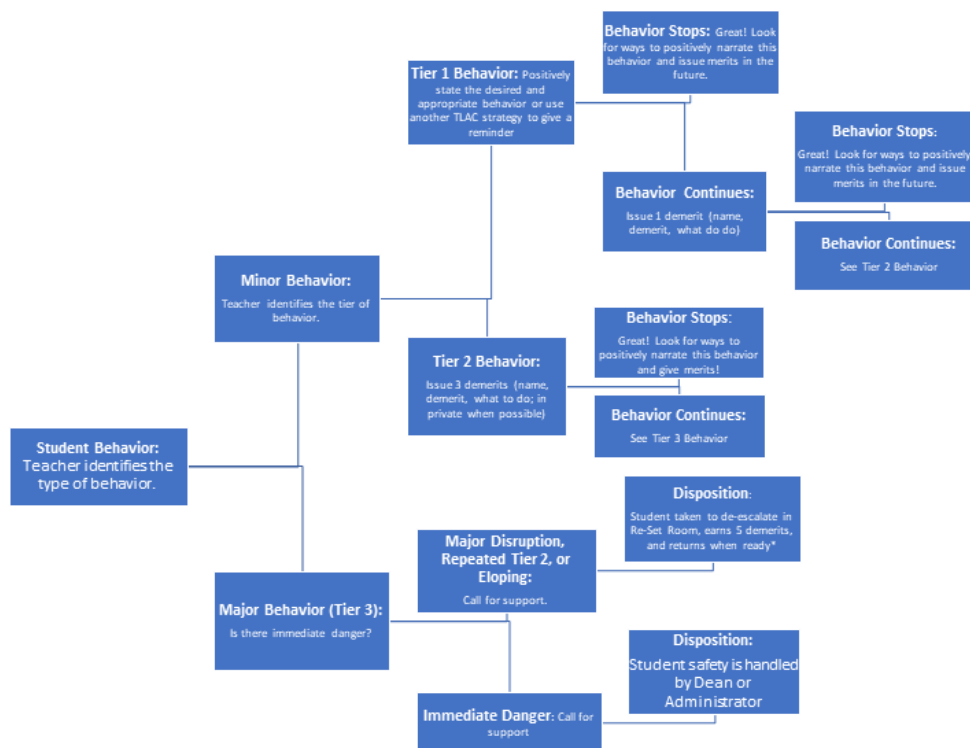 Behavior Stops: Great! Look
for ways to positively narrate this
behavior and issue merits in the
future.
Tier 1 Behavior: Positively
state the desired and
appropriate behavior or use
another TLAC strategy to give a
reminder
Behavior Stops:
Great! Look for ways to positively
narrate this behavior and issue
merits in the future.
Behavior Continues:
Issue 1 demerit (name,
demerit, what do do)
Behavior Continues:
See Tier 2 Behavior
Minor Behavior:
Teacher identifies the tier of
behavior.
Behavior Stops:
Great! Look for ways to
positively narrate this behavior
and give merits!
Tier 2 Behavior:
Issue 3 demerits (name,
demerit, what to do; in
private when possible)
Behavior Continues:
See Tier 3 Behavior
Student Behavior:
Teacher identifies the
type of behavior.
Disposition:
Student taken to de-escalate in
Re-Set Room, earns 5 demerits,
and returns when ready*
Major Disruption,
Repeated Tier 2, or
Eloping:
Call for support.
Major Behavior (Tier 3):
Is there immediate danger?
Disposition:
Student safety is handled
by Dean or
Administrator
Immediate Danger: Call for
support